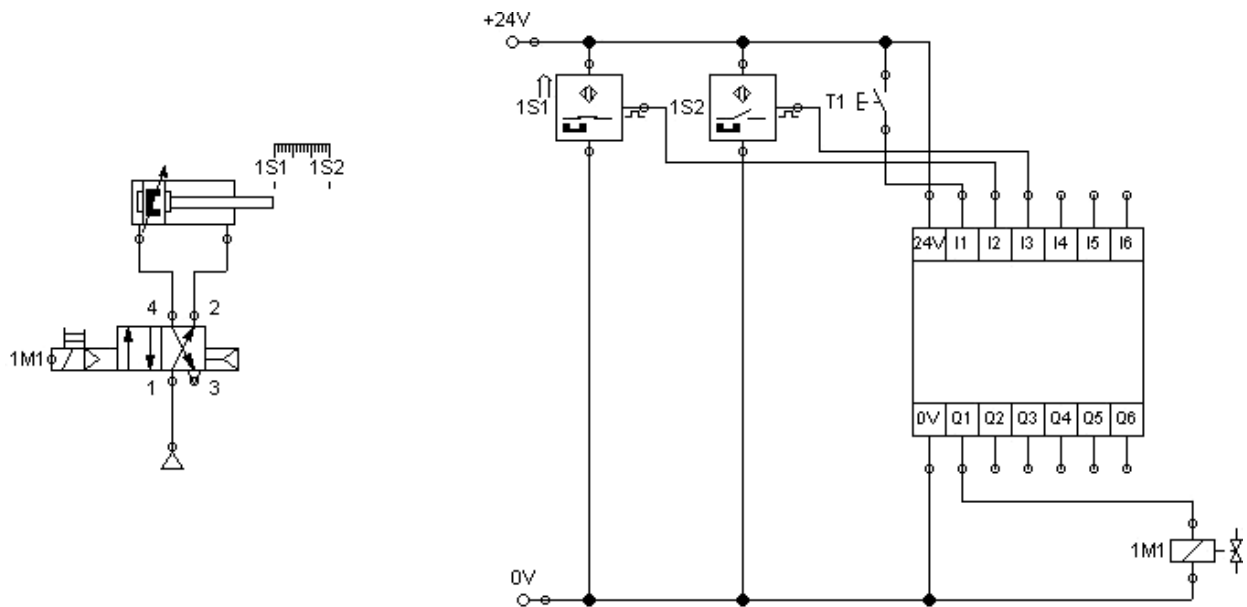 +24V
1S1
1S2
T1
1S1 1S2
24V I1 I2 I3 I4 I5 I6
4 2
1M1
1 3
0V Q1 Q2 Q3 Q4 Q5 Q6
1M1
0V